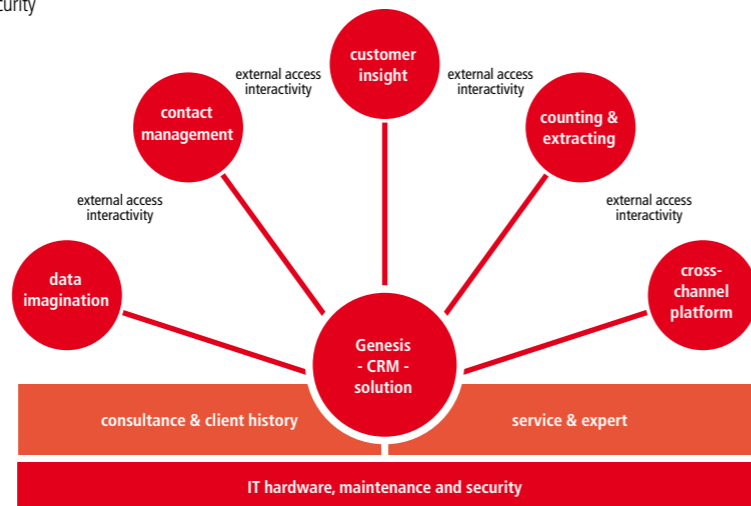 customer
insight
external access
interactivity
external access
interactivity
contact
management
counting &
extracting
external access
interactivity
external access
interactivity
data
imagination
cross-
channel
platform
Genesis
- CRM -
solution
consultance & client history
service & expert
IT hardware, maintenance and security